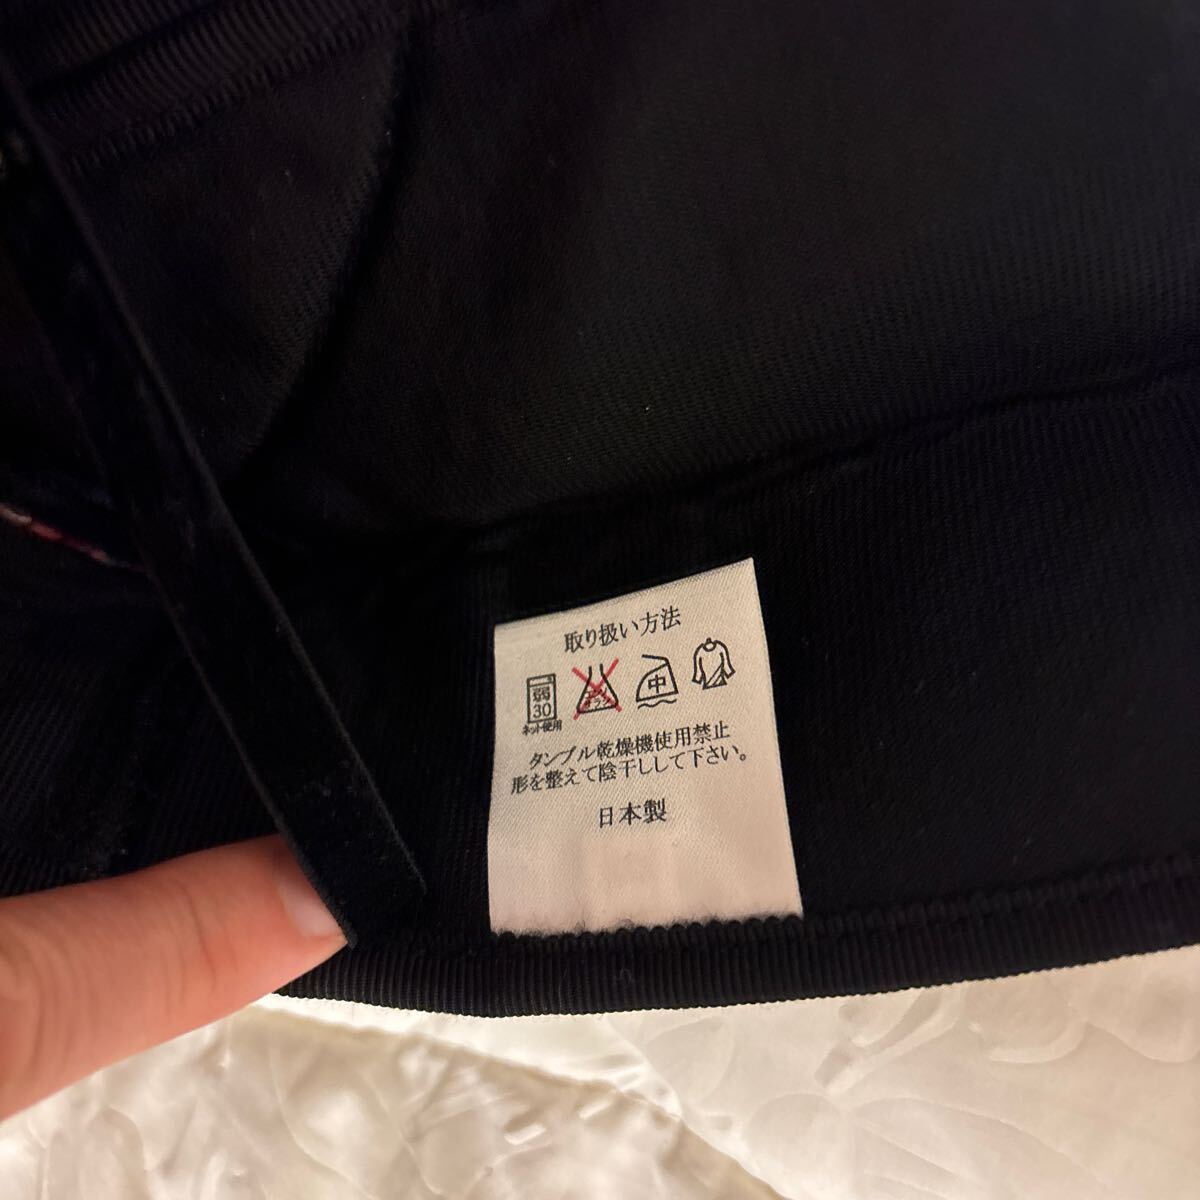 取り扱い方法
弱
30
ネット使用
中
タンブル乾燥機使用禁止
形を整えて陰干しして下さい。
日本製